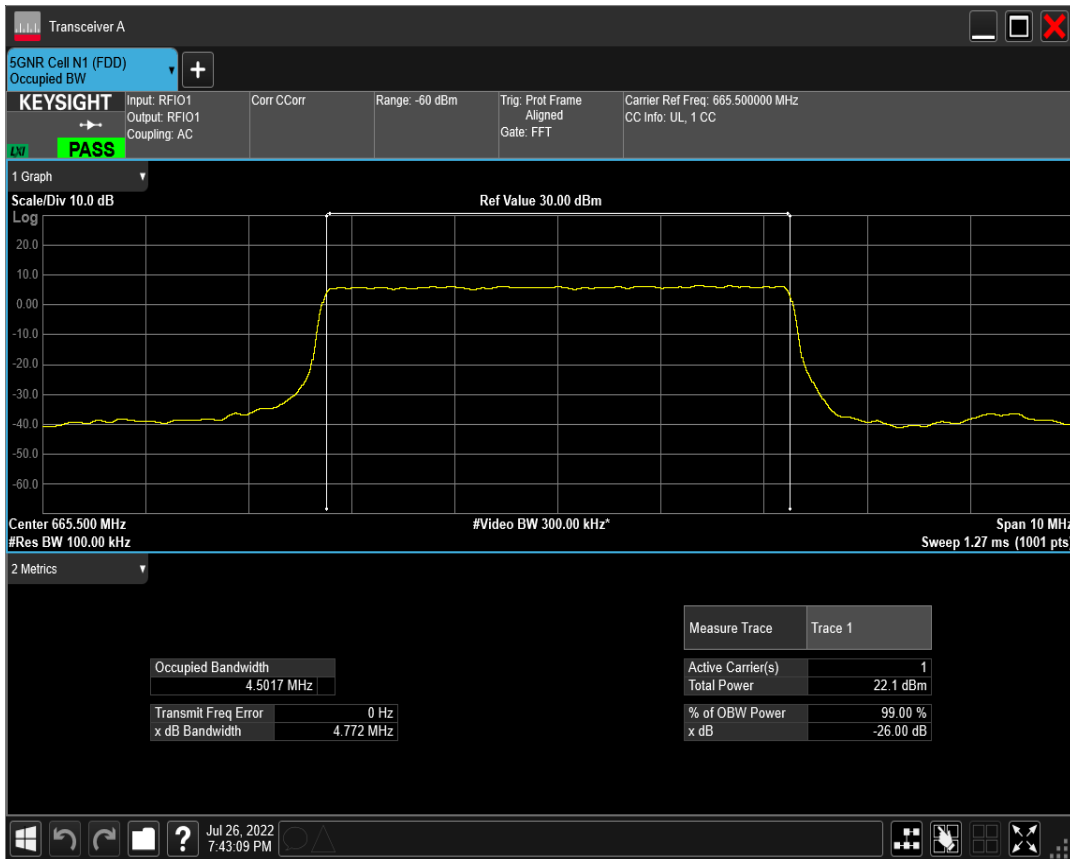 Transceiver A
5GNR Cell N1 (FDD)
Occupied BW
+
KEYSIGHT
LXI
PASS
Input: RFIO1
Output: RFIO1
Coupling: AC
Corr CCorr
Range: -60 dBm
Trig: Prot Frame
Aligned
Gate: FFT
Carrier Ref Freq: 665.500000 MHz
CC Info: UL, 1 CC
1 Graph
Scale/Div 10.0 dB
Ref Value 30.00 dBm
Log
20.0
10.0
0.00
-10.0
-20.0
-30.0
-40.0
-50.0
-60.0
Center 665.500 MHz
#Video BW 300.00 kHz*
Span 10 MHz
#Res BW 100.00 kHz
Sweep 1.27 ms (1001 pts)
2 Metrics
Measure Trace Trace 1
Occupied Bandwidth
4.5017 MHz
Active Carrier(s) 1
Total Power 22.1 dBm
Transmit Freq Error 0 Hz
x dB Bandwidth 4.772 MHz
% of OBW Power 99.00 %
x dB -26.00 dB
?
Jul 26, 2022
7:43:09 PM